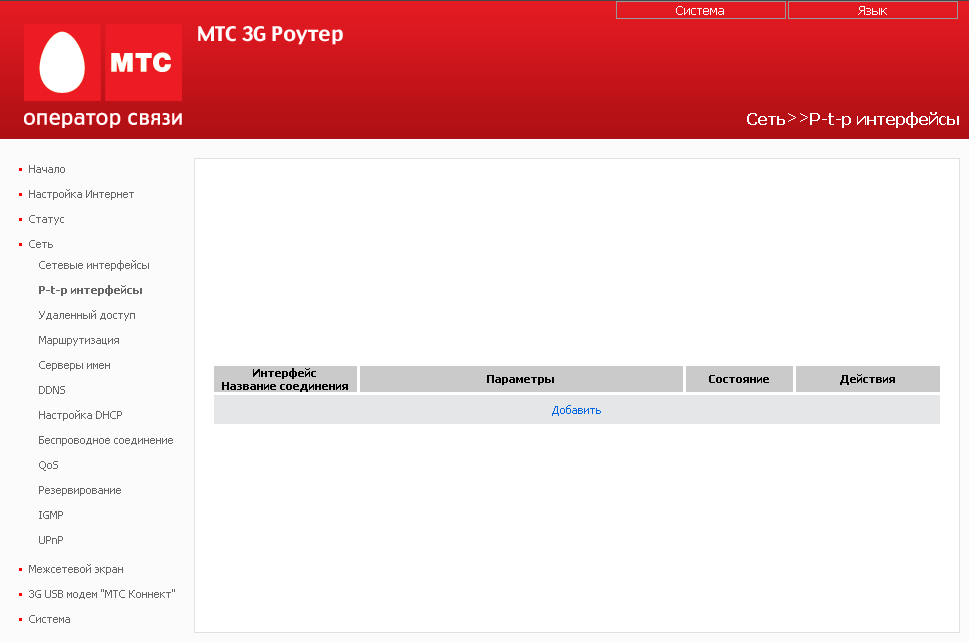 Система
Язык
МТС 3G Роутер
МТС
оператор связи
Сеть>>P-t-p интерфейсы
Начало
Настройка Интернет
Статус
Сеть
Сетевые интерфейсы
P-t-p интерфейсы
Удаленный доступ
Маршрутизация
Серверы имен
DDNS
Настройка DHCP
Беспроводное соединение
QoS
Резервирование
IGMP
UPnP
Межсетевой экран
3G USB модем "МТС Коннект"
Система
Интерфейс
Название соединения
Параметры
Состояние
Действия
Добавить